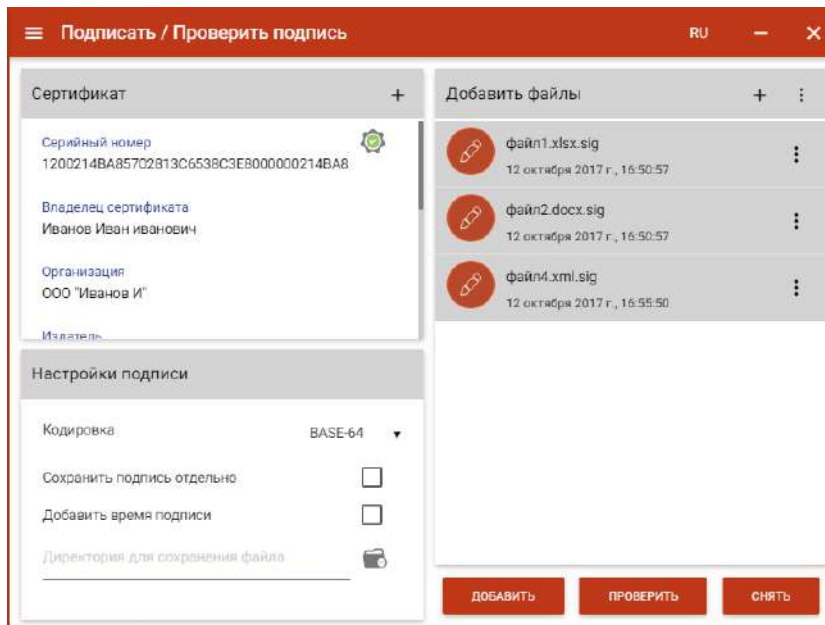 Подписать / Проверить подпись
RU
Сертификат
Серийный номер
1200214BA85702813C6538C3E8000000214BA8
Владелец сертификата
Иванов Иван иванович
Организация
ООО "Иванов И"
Издатель
Настройки подписи
Кодировка
BASE-64
Сохранить подпись отдельно
Добавить время подписи
Директория для сохранения файла
Добавить файлы
файл1.xlsx.sig
12 октября 2017 г., 16:50:57
файл2.docx.sig
12 октября 2017 г., 16:50:57
файл4.xml.sig
12 октября 2017 г., 16:55:50
ДОБАВИТЬ
ПРОВЕРИТЬ
СНЯТЬ